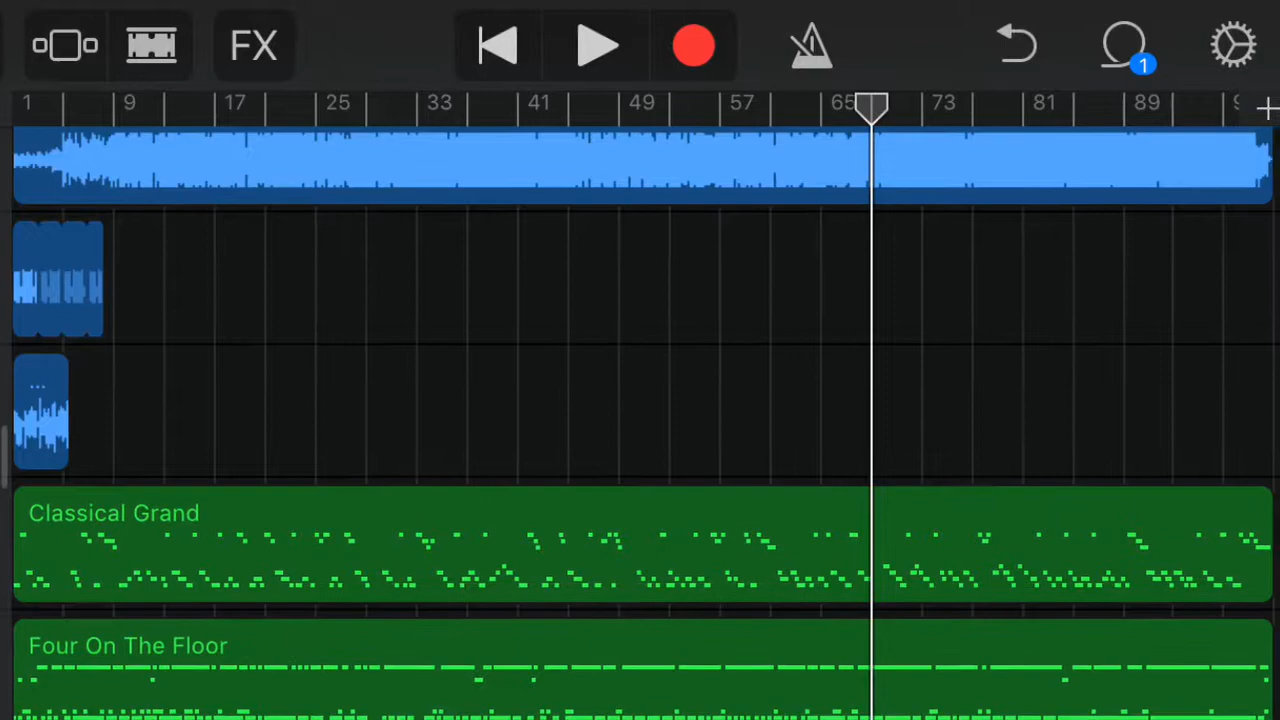 FX
1
1 9 17 25 33 41 49 57 65 73 81 89
...
Classical Grand
Four On The Floor